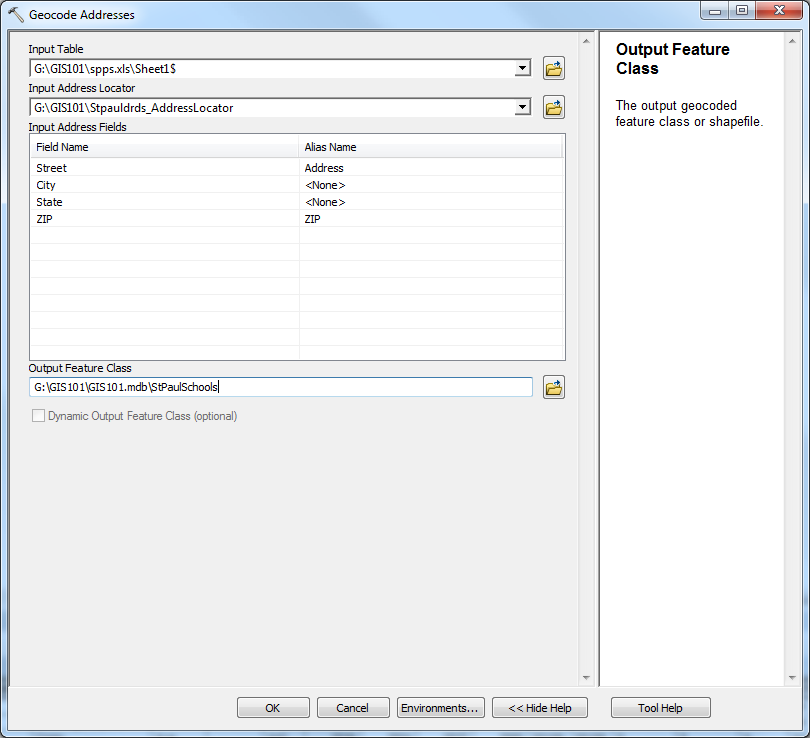 Geocode Addresses
Input Table
G:\GIS101\spps.xls\Sheet1$
Input Address Locator
G:\GIS101\Stpauldrds_AddressLocator
Input Address Fields
Field Name Alias Name
Street Address
City <None>
State <None>
ZIP ZIP
Output Feature Class
G:\GIS101\GIS101.mdb\StPaulSchools
Dynamic Output Feature Class (optional)
OK Cancel Environments... << Hide Help Tool Help
Output Feature
Class
The output geocoded
feature class or shapefile.